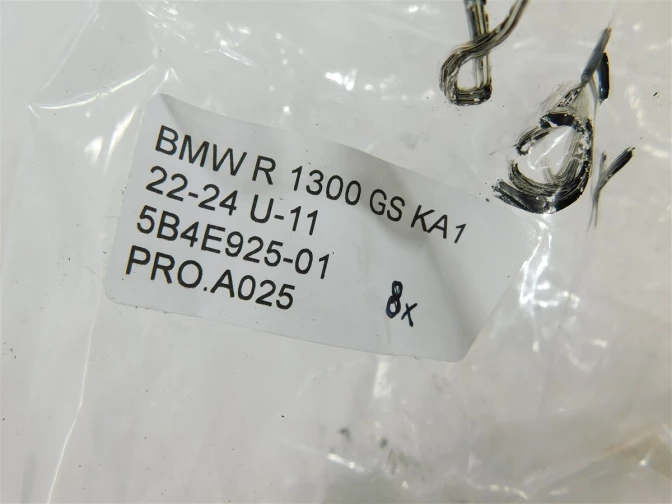 BMW R 1300 GS KA1
22-24 U-11
5B4E925-01
PRO.A025
8x